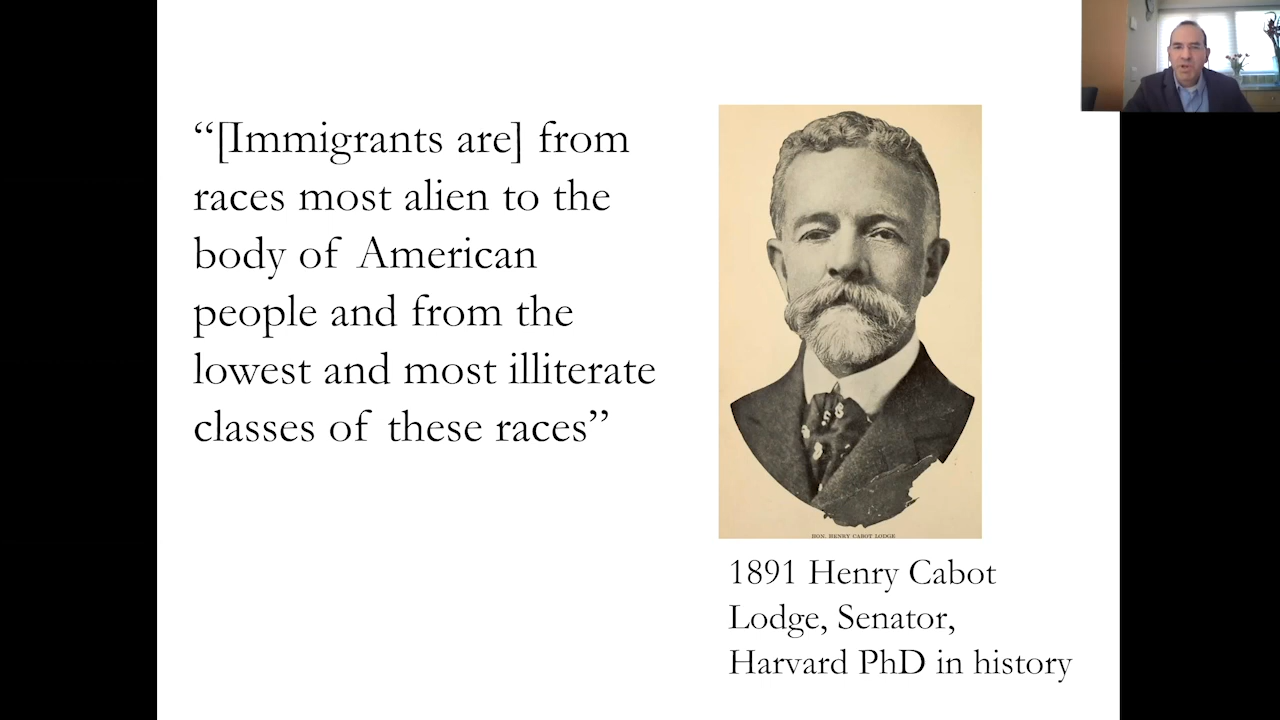 “[Immigrants are] from
races most alien to the
body of American
people and from the
lowest and most illiterate
classes of these races”
HON. HENRY CABOT LODGE
1891 Henry Cabot
Lodge, Senator,
Harvard PhD in history